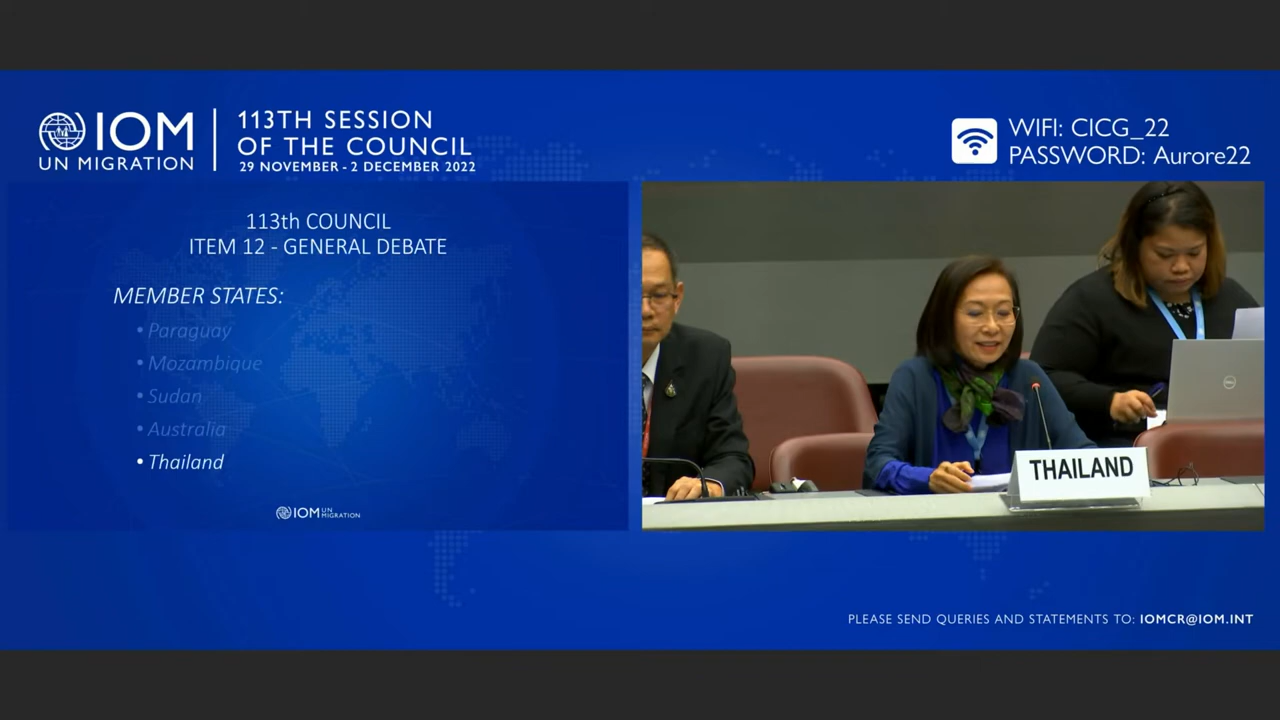 IOM
UN MIGRATION
113TH SESSION
OF THE COUNCIL
29 NOVEMBER - 2 DECEMBER 2022
WIFI: CICG_22
PASSWORD: Aurore22
113th COUNCIL
ITEM 12 - GENERAL DEBATE
MEMBER STATES:
• Paraguay
• Mozambique
• Sudan
• Australia
• Thailand
IOM UN MIGRATION
THAILAND
DELL
PLEASE SEND QUERIES AND STATEMENTS TO: IOMCR@IOM.INT